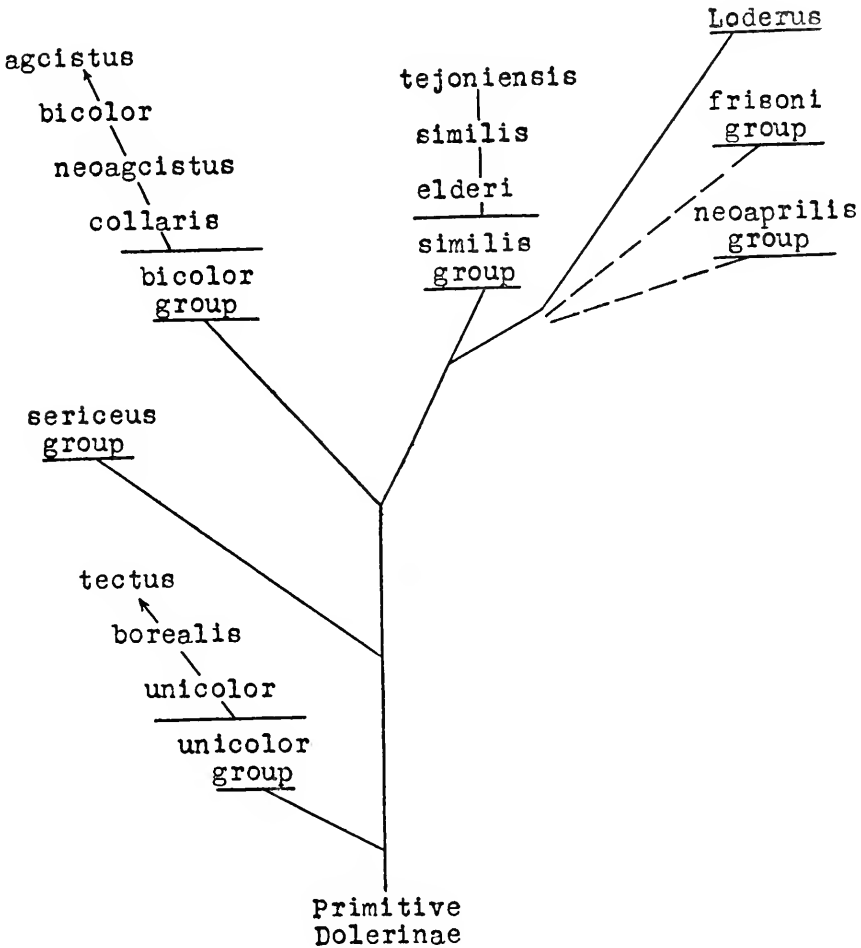 Loderus
agcistus
bicolor
neoagcistus
collaris
bicolor
group
tejoniensis
similis
elderi
similis
group
frisoni
group
neoaprilis
group
sericeus
group
tectus
borealis
unicolor
unicolor
group
Primitive
Dolerinae